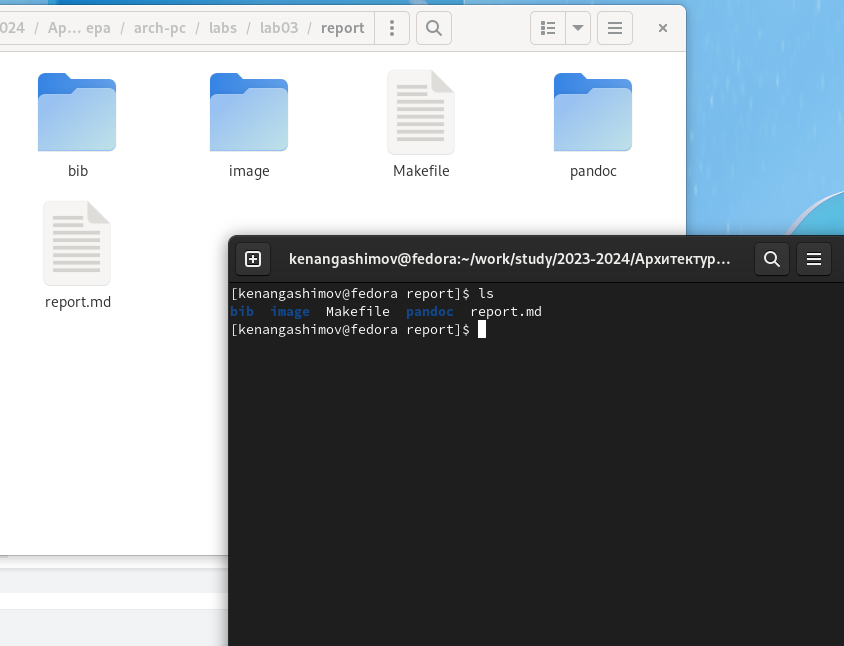 024 / Ap... epa / arch-pc / labs / lab03 / report
bib image Makefile pandoc
report.md
kenangashimov@fedora:~/work/study/2023-2024/Архитектур...
[kenangashimov@fedora report]$ ls
bib image Makefile pandoc report.md
[kenangashimov@fedora report]$